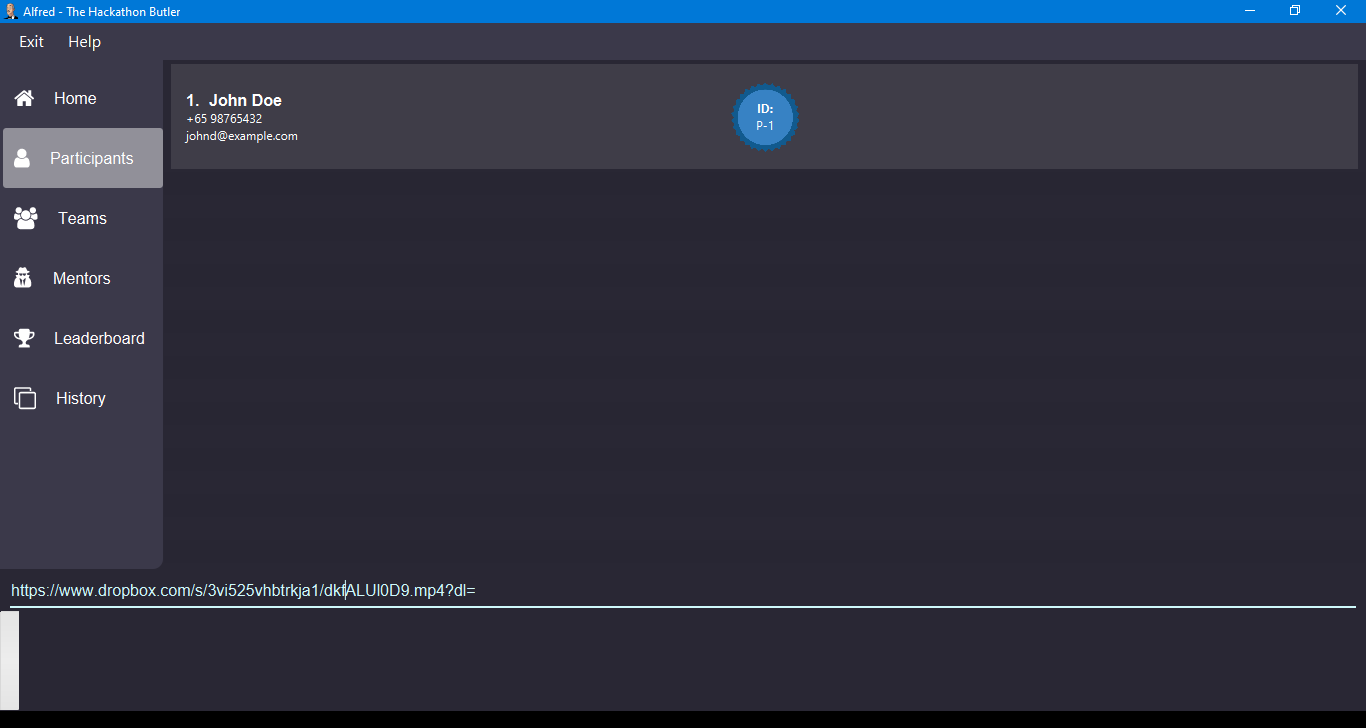 Alfred - The Hackathon Butler
Exit Help
Home
Participants
Teams
Mentors
Leaderboard
History
1. John Doe
+65 98765432
johnd@example.com
ID:
P-1
https://www.dropbox.com/s/3vi525vhbtrkja1/dkfALUI0D9.mp4?dl=